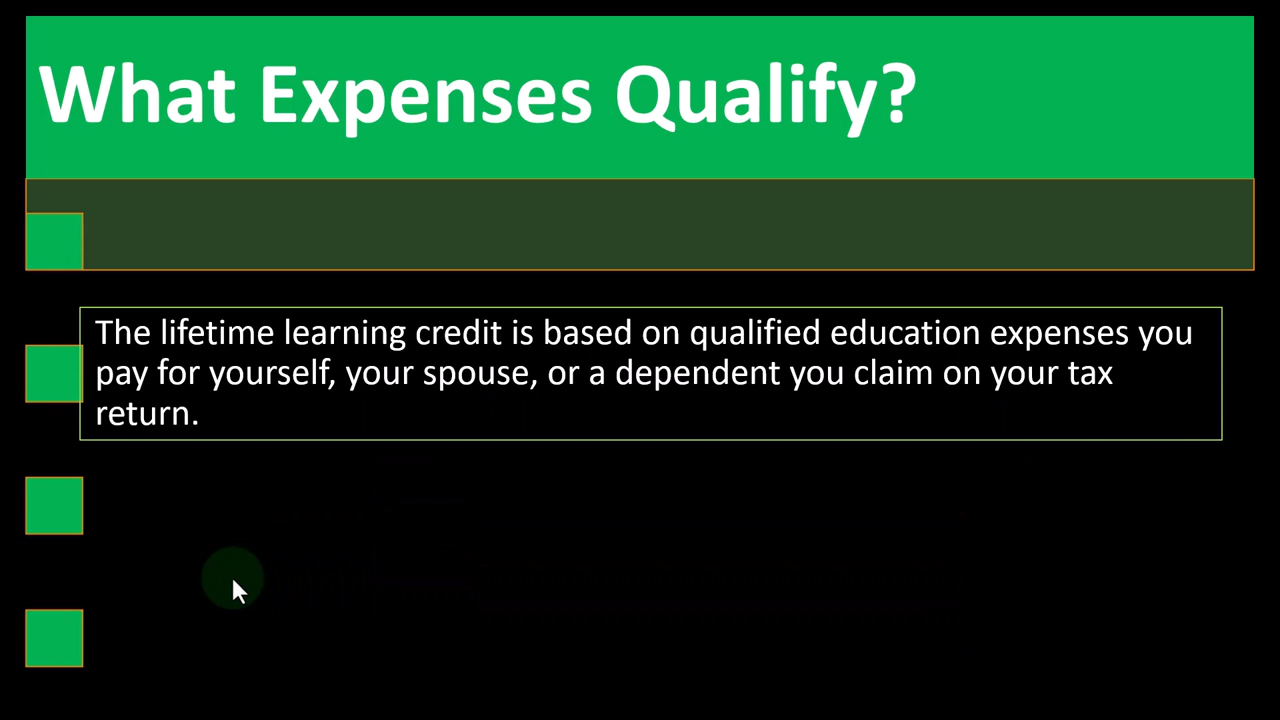 What Expenses Qualify?
The lifetime learning credit is based on qualified education expenses you
pay for yourself, your spouse, or a dependent you claim on your tax
return.